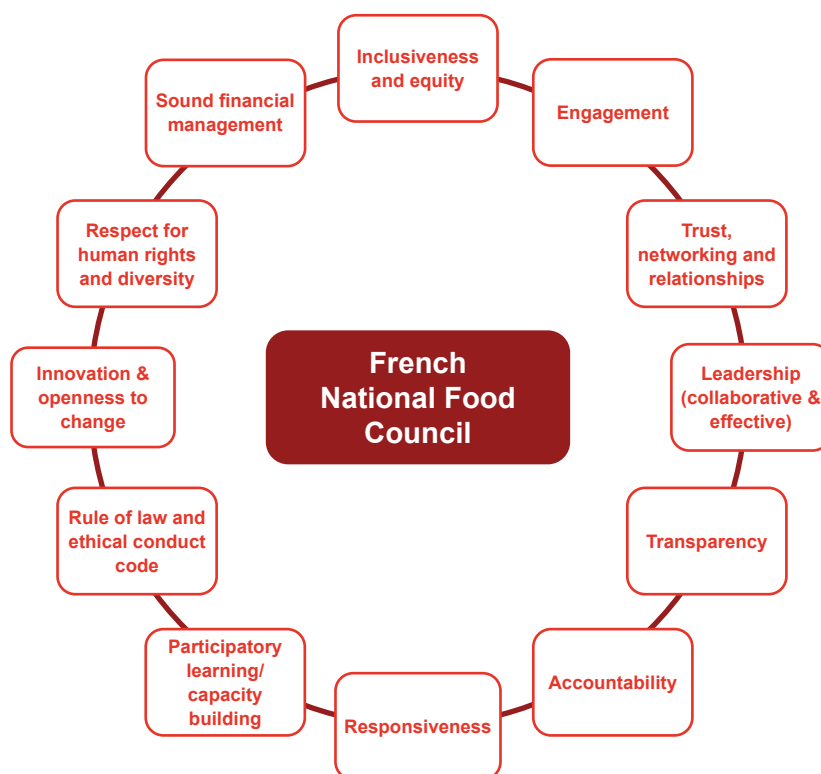 Inclusiveness
and equity
Engagement
Trust,
networking and
relationships
Leadership
(collaborative &
effective)
Transparency
Accountability
Responsiveness
Participatory
learning/
capacity
building
Rule of law and
ethical conduct
code
Innovation &
openness to
change
Respect for
human rights
and diversity
Sound financial
management
French
National Food
Council